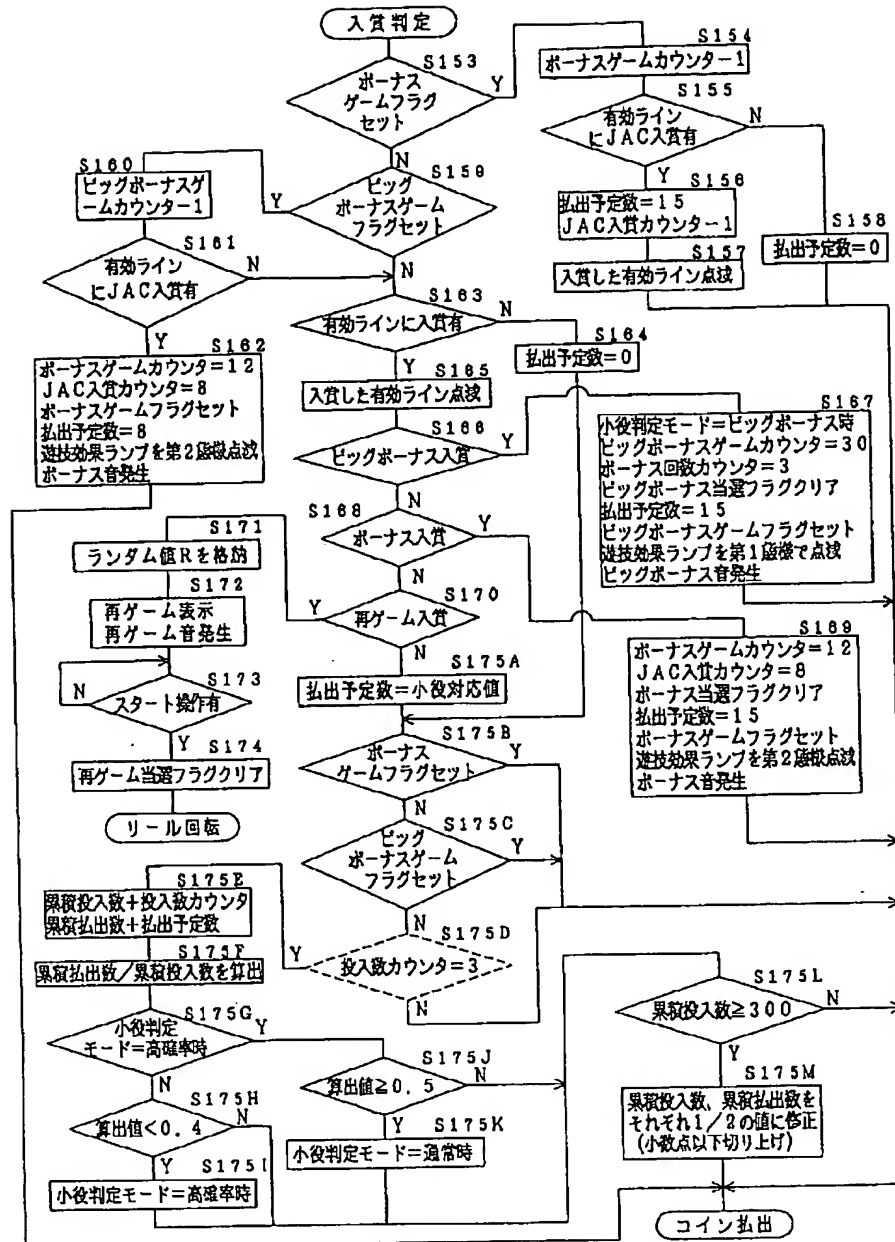 入賞判定
S153
ボーナス
ゲームフラグ
セット
Y
N
S154
ボーナスゲームカウンター1
S155
有効ライン
にJAC入賞有
N
Y
S156
払出予定数=15
JAC入賞カウンター1
S157
入賞した有効ライン点滅
S158
払出予定数=0
S159
ビッグ
ボーナスゲーム
フラグセット
Y
N
S160
ビッグボーナスゲ
ームカウンター1
S161
有効ライン
にJAC入賞有
N
Y
S162
ボーナスゲームカウンタ=12
JAC入賞カウンタ=8
ボーナスゲームフラグセット
払出予定数=8
遊技効果ランプを第2態様点滅
ボーナス音発生
S163
有効ラインに入賞有
N
Y
S164
払出予定数=0
S165
入賞した有効ライン点滅
S166
ビッグボーナス入賞
Y
N
S167
小役判定モード=ビッグボーナス時
ビッグボーナスゲームカウンタ=30
ボーナス回数カウンタ=3
ビッグボーナス当選フラグクリア
払出予定数=15
ビッグボーナスゲームフラグセット
遊技効果ランプを第1態様で点滅
ビッグボーナス音発生
S168
ボーナス入賞
Y
N
S169
ボーナスゲームカウンタ=12
JAC入賞カウンタ=8
ボーナス当選フラグクリア
払出予定数=15
ボーナスゲームフラグセット
遊技効果ランプを第2態様点滅
ボーナス音発生
S170
再ゲーム入賞
Y
N
S171
ランダム値Rを格納
S172
再ゲーム表示
再ゲーム音発生
S173
スタート操作有
N
Y
S174
再ゲーム当選フラグクリア
リール回転
S175A
払出予定数=小役対応値
S175B
ボーナス
ゲームフラグセット
Y
N
S175C
ビッグ
ボーナスゲーム
フラグセット
Y
N
S175D
投入数カウンタ=3
Y
N
S175E
累積投入数+投入数カウンタ
累積払出数+払出予定数
S175F
累積払出数/累積投入数を算出
S175G
小役判定
モード=高確率時
Y
N
S175H
算出値<0.4
N
Y
S175I
小役判定モード=高確率時
S175J
算出値≧0.5
N
Y
S175K
小役判定モード=通常時
S175L
累積投入数≧300
N
Y
S175M
累積投入数、累積払出数を
それぞれ1/2の値に修正
(小数点以下切り上げ)
コイン払出